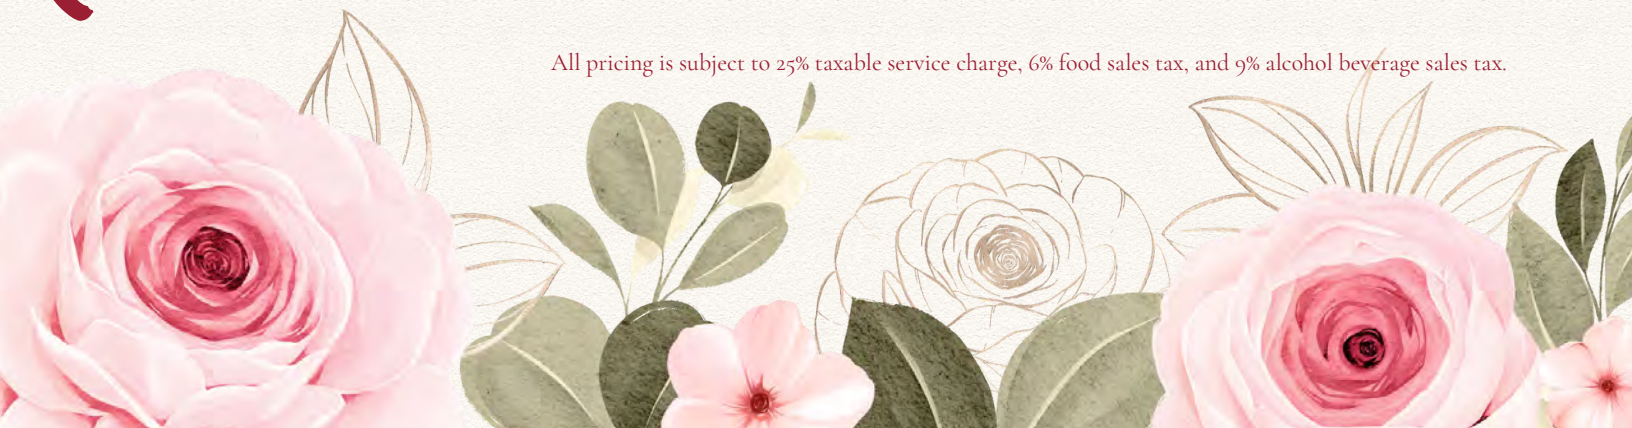 All pricing is subject to 25% taxable service charge, 6% food sales tax, and 9% alcohol beverage sales tax.